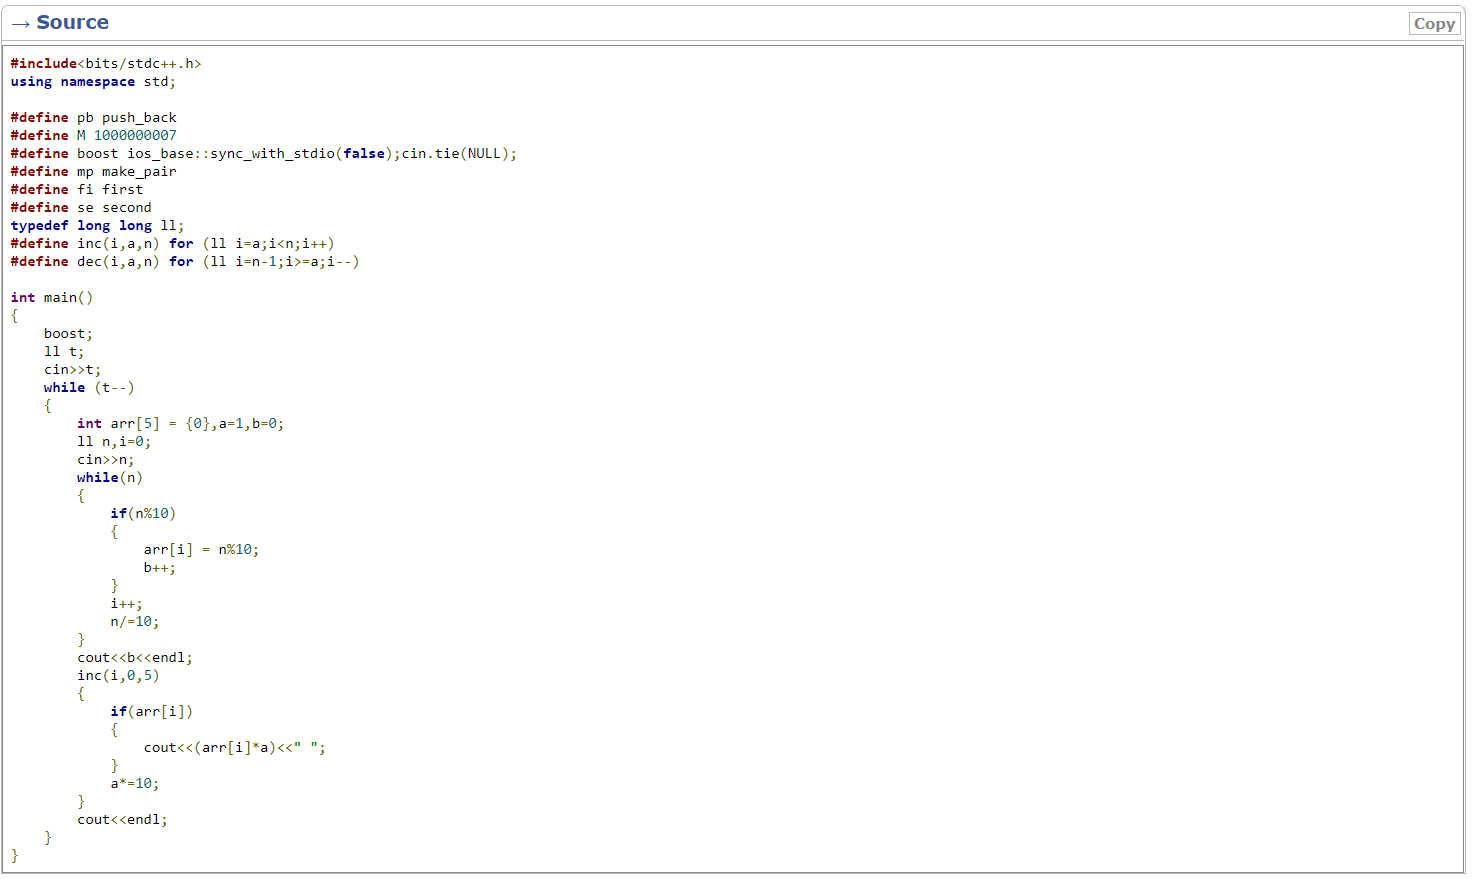 → Source
Copy
#include<bits/stdc++.h>
using namespace std;

#define pb push_back
#define M 1000000007
#define boost ios_base::sync_with_stdio(false);cin.tie(NULL);
#define mp make_pair
#define fi first
#define se second
typedef long long ll;
#define inc(i,a,n) for (ll i=a;i<n;i++)
#define dec(i,a,n) for (ll i=n-1;i>=a;i--)

int main()
{
    boost;
    ll t;
    cin>>t;
    while (t--)
    {
        int arr[5] = {0},a=1,b=0;
        ll n,i=0;
        cin>>n;
        while(n)
        {
            if(n%10)
            {
                arr[i] = n%10;
                b++;
            }
            i++;
            n/=10;
        }
        cout<<b<<endl;
        inc(i,0,5)
        {
            if(arr[i])
            {
                cout<<(arr[i]*a)<<" ";
            }
            a*=10;
        }
        cout<<endl;
    }
}